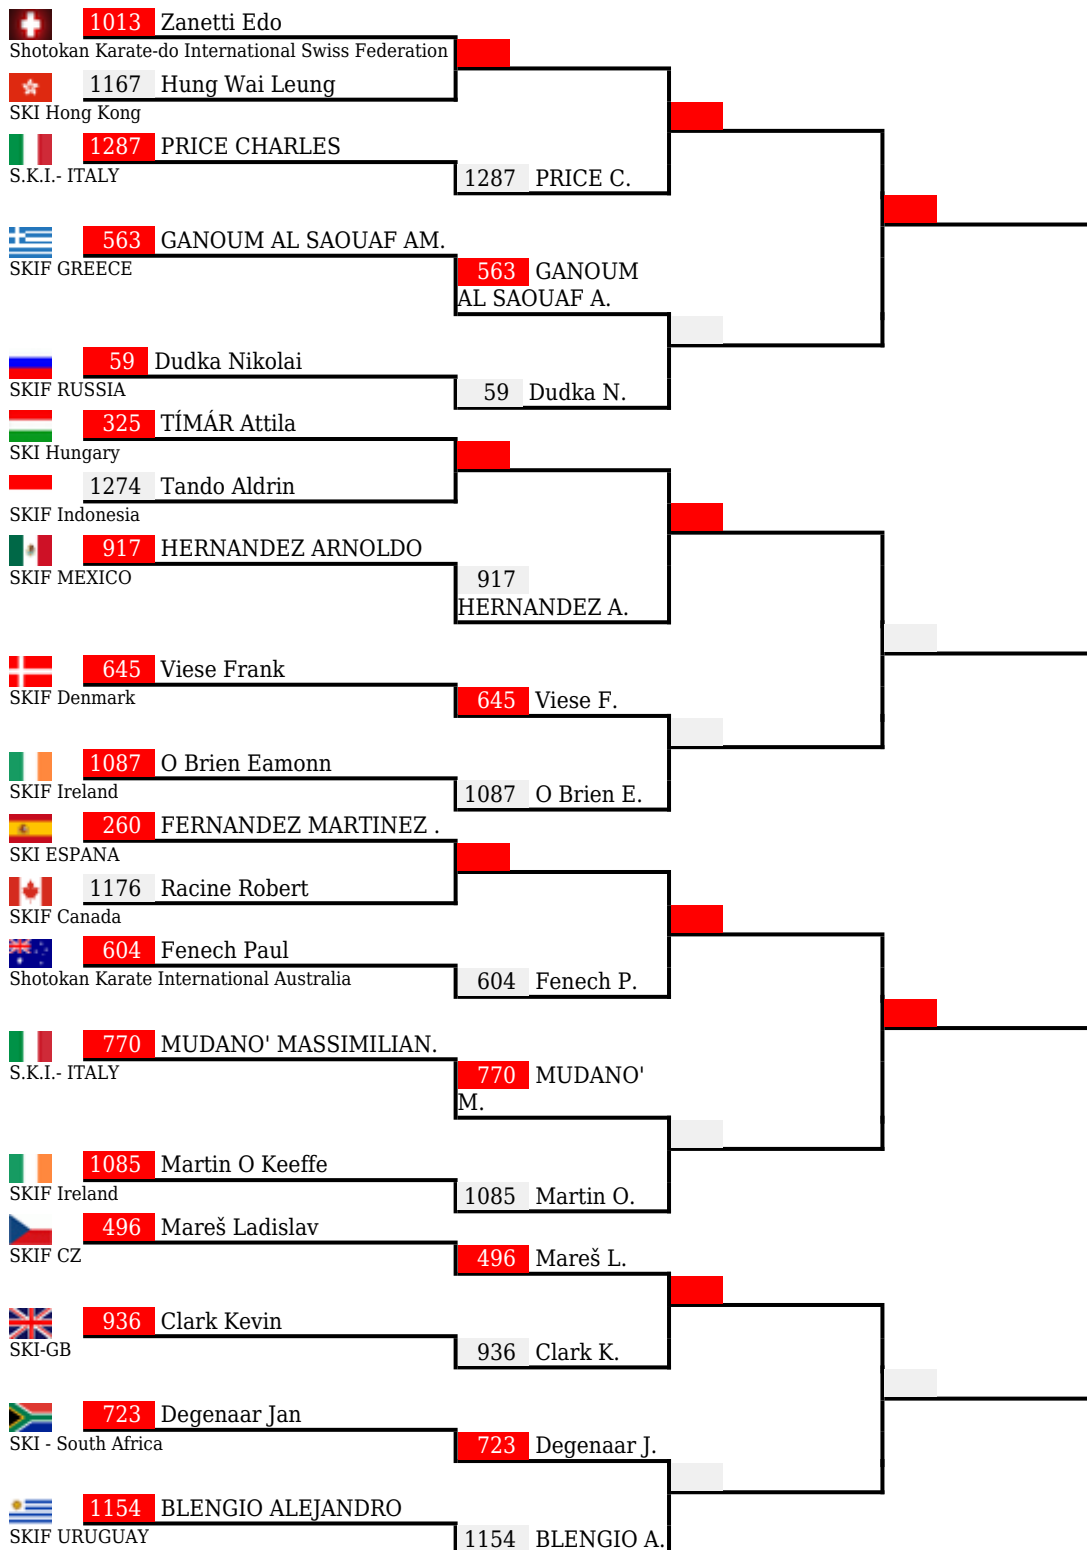 1013 Zanetti Edo
Shotokan Karate-do International Swiss Federation
1167 Hung Wai Leung
SKI Hong Kong
1287 PRICE CHARLES
S.K.I.- ITALY
1287 PRICE C.
563 GANOUM AL SAOUAF AM.
SKIF GREECE
563 GANOUM
AL SAOUAF A.
59 Dudka Nikolai
SKIF RUSSIA
59 Dudka N.
325 TÍMÁR Attila
SKI Hungary
1274 Tando Aldrin
SKIF Indonesia
917 HERNANDEZ ARNOLDO
SKIF MEXICO
917
HERNANDEZ A.
645 Viese Frank
SKIF Denmark
645 Viese F.
1087 O Brien Eamonn
SKIF Ireland
1087 O Brien E.
260 FERNANDEZ MARTINEZ .
SKI ESPANA
1176 Racine Robert
SKIF Canada
604 Fenech Paul
Shotokan Karate International Australia
604 Fenech P.
770 MUDANO' MASSIMILIAN.
S.K.I.- ITALY
770 MUDANO'
M.
1085 Martin O Keeffe
SKIF Ireland
1085 Martin O.
496 Mareš Ladislav
SKIF CZ
496 Mareš L.
936 Clark Kevin
SKI-GB
936 Clark K.
723 Degenaar Jan
SKI - South Africa
723 Degenaar J.
1154 BLENGIO ALEJANDRO
SKIF URUGUAY
1154 BLENGIO A.